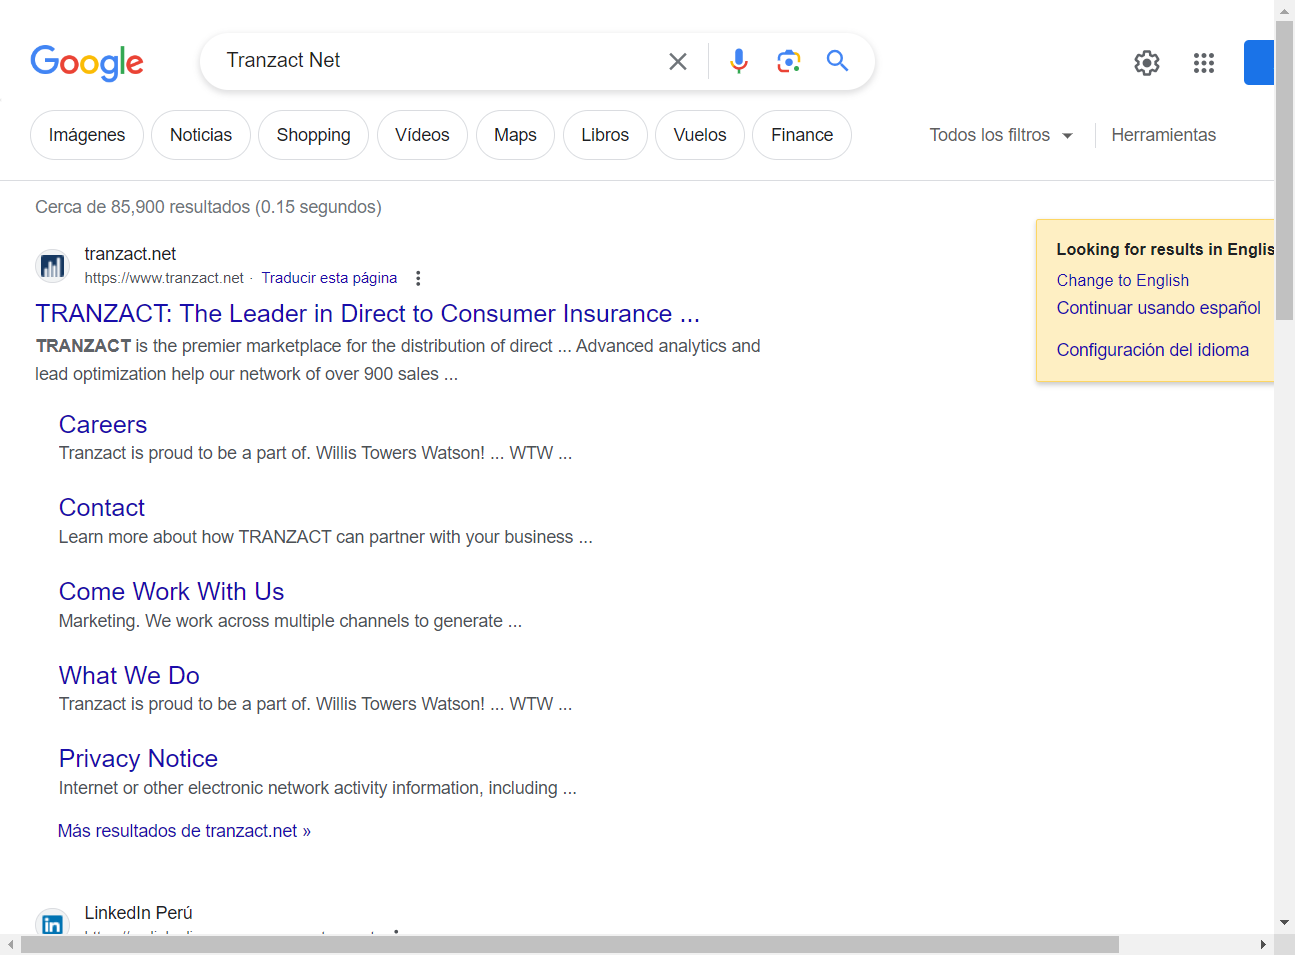 Google
Tranzact Net
Imágenes
Noticias
Shopping
Vídeos
Maps
Libros
Vuelos
Finance
Todos los filtros
Herramientas
Cerca de 85,900 resultados (0.15 segundos)
tranzact.net
https://www.tranzact.net · Traducir esta página
TRANZACT: The Leader in Direct to Consumer Insurance ...
TRANZACT is the premier marketplace for the distribution of direct ... Advanced analytics and
lead optimization help our network of over 900 sales ...
Careers
Tranzact is proud to be a part of. Willis Towers Watson! ... WTW ...
Contact
Learn more about how TRANZACT can partner with your business ...
Come Work With Us
Marketing. We work across multiple channels to generate ...
What We Do
Tranzact is proud to be a part of. Willis Towers Watson! ... WTW ...
Privacy Notice
Internet or other electronic network activity information, including ...
Más resultados de tranzact.net »
in
LinkedIn Perú
Looking for results in Englis
Change to English
Continuar usando español
Configuración del idioma